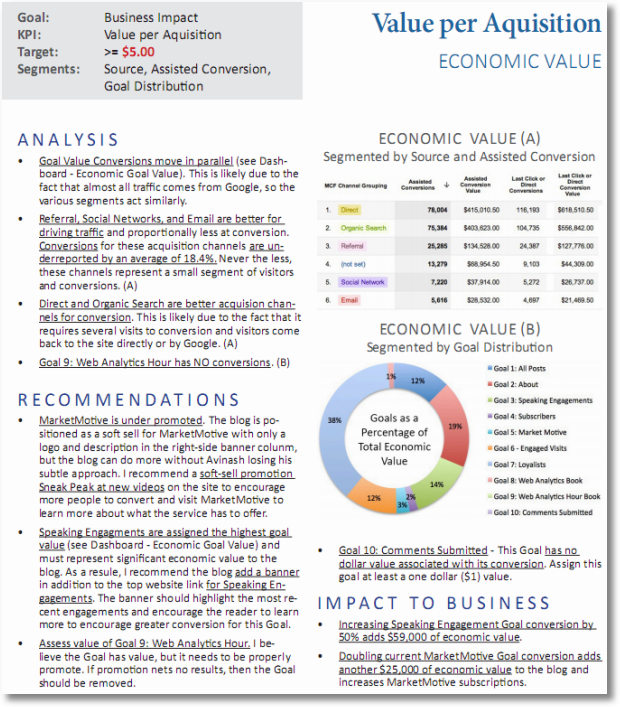 Goal: Business Impact
KPI: Value per Aquisition
Target: >= $5.00
Segments: Source, Assisted Conversion,
Goal Distribution
Value per Aquisition
ECONOMIC VALUE
ANALYSIS
• Goal Value Conversions move in parallel (see Dash-
board - Economic Goal Value). This is likely due to the
fact that almost all traffic comes from Google, so the
various segments act similarly.
• Referral, Social Networks, and Email are better for
driving traffic and proportionally less at conversion.
Conversions for these acquisition channels are un-
derreported by an average of 18.4%. Never the less,
these channels represent a small segment of visitors
and conversions. (A)
• Direct and Organic Search are better acquision chan-
nels for conversion. This is likely due to the fact that it
requires several visits to conversion and visitors come
back to the site directly or by Google. (A)
• Goal 9: Web Analytics Hour has NO conversions. (B)
RECOMMENDATIONS
• MarketMotive is under promoted. The blog is po-
sitioned as a soft sell for MarketMotive with only a
logo and description in the right-side banner colunm,
but the blog can do more without Avinash losing his
subtle approach. I recommend a soft-sell promotion
Sneak Peak at new videos on the site to encourage
more people to convert and visit MarketMotive to
learn more about what the service has to offer.
• Speaking Engagments are assigned the highest goal
value (see Dashboard - Economic Goal Value) and
must represent significant economic value to the
blog. As a resule, I recommend the blog add a banner
in addition to the top website link for Speaking En-
gagements. The banner should highlight the most re-
cent engagements and encourage the reader to learn
more to encourage greater conversion for this Goal.
• Assess value of Goal 9: Web Analytics Hour. I be-
lieve the Goal has value, but it needs to be properly
promote. If promotion nets no results, then the Goal
should be removed.
ECONOMIC VALUE (A)
Segmented by Source and Assisted Conversion
MCF Channel Grouping Assisted Conversions ↓ Assisted Conversion Value Last Click or Direct Conversions Last Click or Direct Conversion Value
1. Direct 78,004 $415,010.50 116,193 $618,510.50
2. Organic Search 75,384 $403,623.00 104,735 $556,842.00
3. Referral 25,285 $134,528.00 24,387 $127,776.00
4. (not set) 13,279 $68,954.50 9,103 $44,309.00
5. Social Network 7,220 $37,914.00 5,272 $26,737.00
6. Email 5,616 $28,532.00 4,697 $21,469.50
ECONOMIC VALUE (B)
Segmented by Goal Distribution
1%
12%
19%
14%
2%
3%
12%
38%
Goals as a
Percentage of
Total Economic
Value
Goal 1: All Posts
Goal 2: About
Goal 3: Speaking Engagements
Goal 4: Subscribers
Goal 5: Market Motive
Goal 6 - Engaged Visits
Goal 7: Loyalists
Goal 8: Web Analytics Book
Goal 9: Web Analytics Hour Book
Goal 10: Comments Submitted
• Goal 10: Comments Submitted - This Goal has no
dollar value associated with its conversion. Assign this
goal at least a one dollar ($1) value.
IMPACT TO BUSINESS
• Increasing Speaking Engagement Goal conversion by
50% adds $59,000 of economic value.
• Doubling current MarketMotive Goal conversion adds
another $25,000 of economic value to the blog and
increases MarketMotive subscriptions.